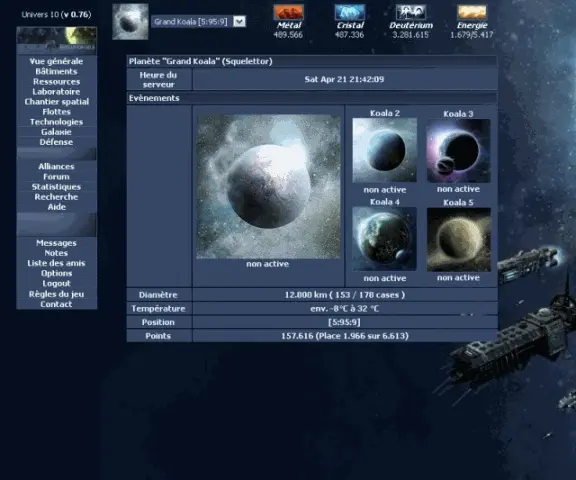 Univers 10 (v 0.76)
Grand Koala [5:95:9]
Métal Cristal Deutérium Energie
489.566 487.336 3.281.615 1.679/5.417
Vue générale
Bâtiments
Ressources
Laboratoire
Chantier spatial
Flottes
Technologies
Galaxie
Défense
Alliances
Forum
Statistiques
Recherche
Aide
Messages
Notes
Liste des amis
Options
Logout
Règles du jeu
Contact
Planète "Grand Koala" (Squelettor)
Heure du serveur Sat Apr 21 21:42:09
Evènements
non active
Koala 2 Koala 3
non active non active
Koala 4 Koala 5
non active non active
Diamètre 12.800 km ( 153 / 178 cases )
Température env. -8°C à 32 °C
Position [5:95:9]
Points 157.616 (Place 1.966 sur 6.613)